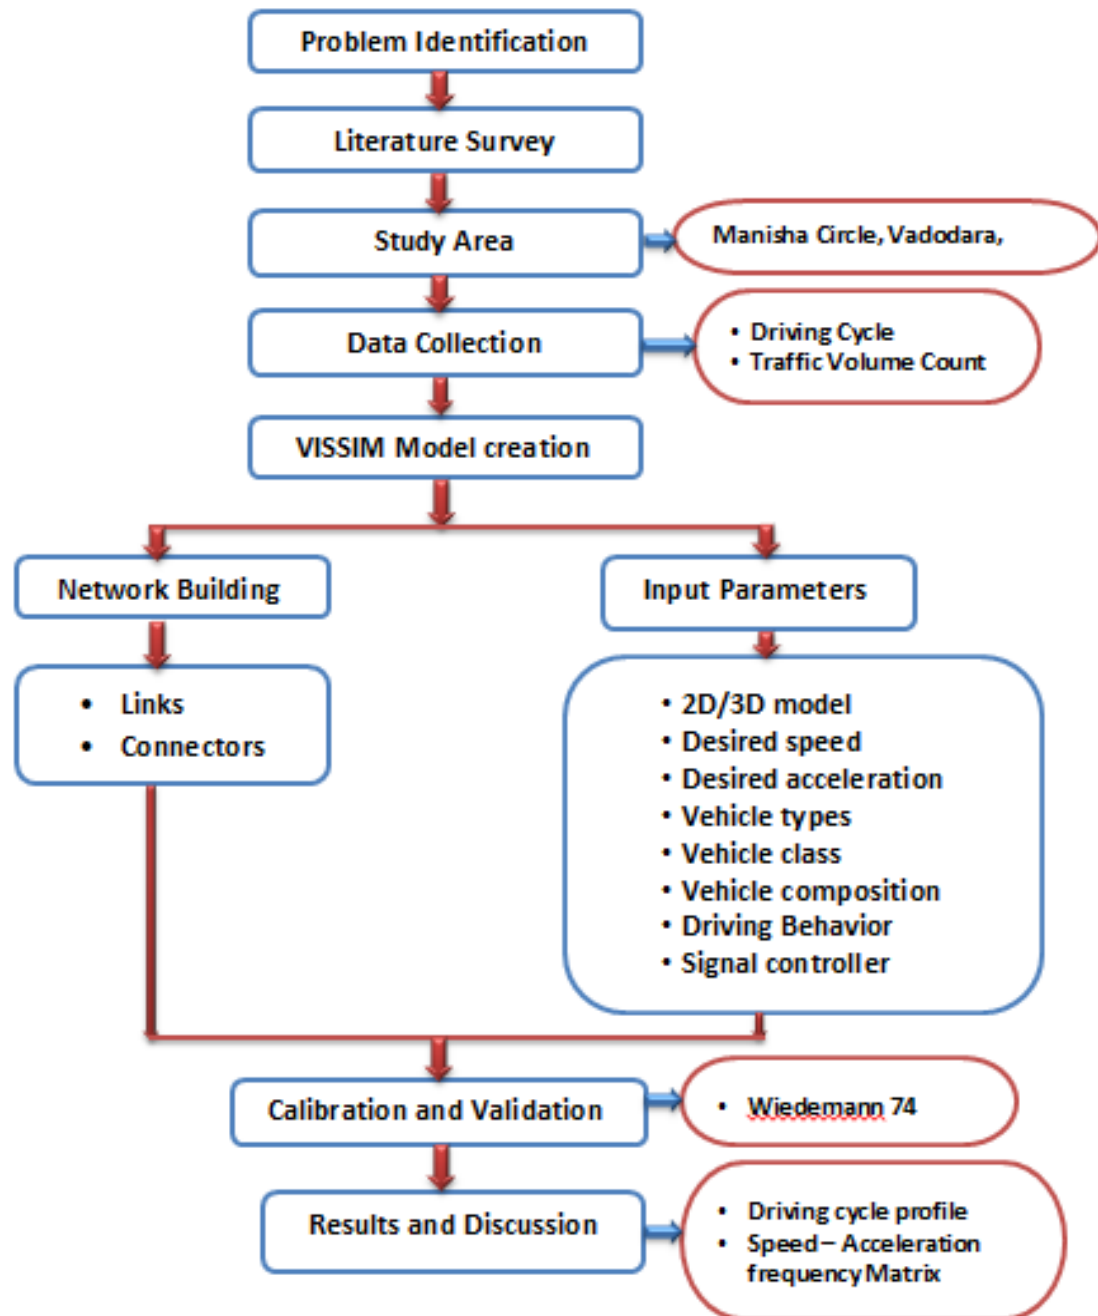 Problem Identification
Literature Survey
Study Area
Manisha Circle, Vadodara,
Data Collection
• Driving Cycle
• Traffic Volume Count
VISSIM Model creation
Network Building
Input Parameters
• Links
• Connectors
• 2D/3D model
• Desired speed
• Desired acceleration
• Vehicle types
• Vehicle class
• Vehicle composition
• Driving Behavior
• Signal controller
Calibration and Validation
• Wiedemann 74
Results and Discussion
• Driving cycle profile
• Speed – Acceleration
frequency Matrix